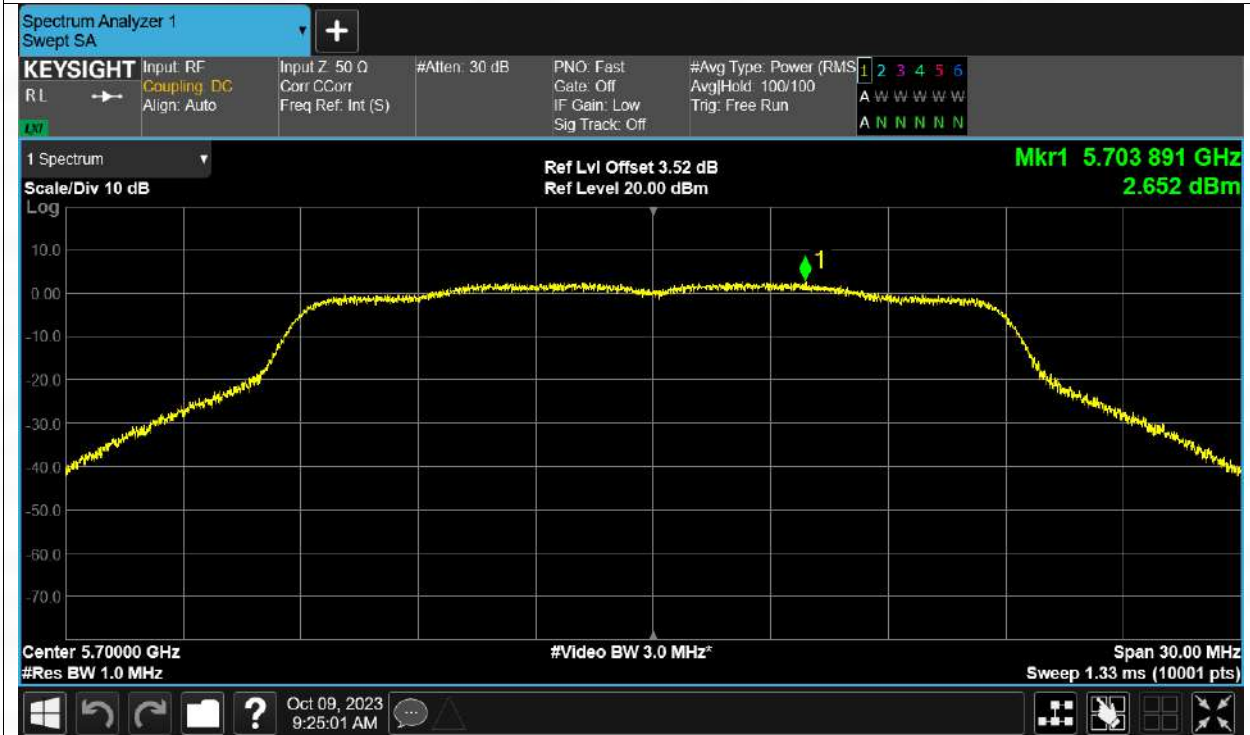 Spectrum Analyzer 1
Swept SA
+
KEYSIGHT
RL
LXI
Input: RF
Coupling: DC
Align: Auto
Input Z: 50 Ω
Corr CCorr
Freq Ref: Int (S)
#Atten: 30 dB
PNO: Fast
Gate: Off
IF Gain: Low
Sig Track: Off
#Avg Type: Power (RMS
Avg|Hold: 100/100
Trig: Free Run
1 2 3 4 5 6
A W W W W W
A N N N N N
1 Spectrum
Scale/Div 10 dB
Log
Ref Lvl Offset 3.52 dB
Ref Level 20.00 dBm
Mkr1 5.703 891 GHz
2.652 dBm
1
10.0
0.00
-10.0
-20.0
-30.0
-40.0
-50.0
-60.0
-70.0
Center 5.70000 GHz
#Res BW 1.0 MHz
#Video BW 3.0 MHz*
Span 30.00 MHz
Sweep 1.33 ms (10001 pts)
?
Oct 09, 2023
9:25:01 AM